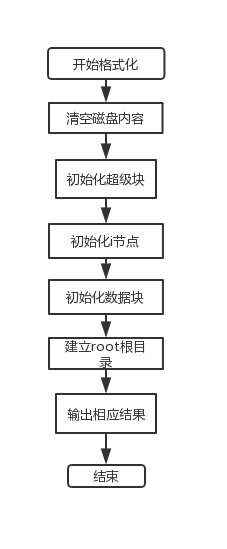 开始格式化
清空磁盘内容
初始化超级块
初始化i节点
初始化数据块
建立root根目
录
输出相应结果
结束